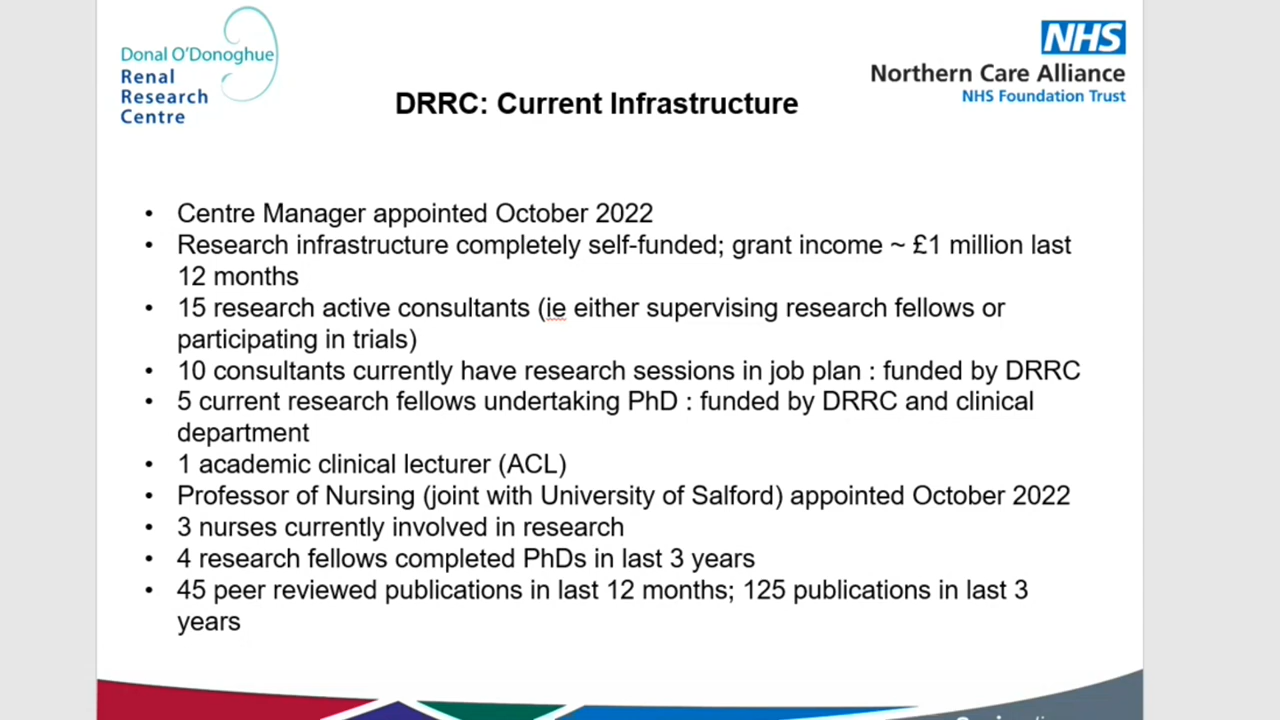 Donal O'Donoghue
Renal
Research
Centre
NHS
Northern Care Alliance
NHS Foundation Trust
DRRC: Current Infrastructure
• Centre Manager appointed October 2022
• Research infrastructure completely self-funded; grant income ~ £1 million last
12 months
• 15 research active consultants (ie either supervising research fellows or
participating in trials)
• 10 consultants currently have research sessions in job plan : funded by DRRC
• 5 current research fellows undertaking PhD : funded by DRRC and clinical
department
• 1 academic clinical lecturer (ACL)
• Professor of Nursing (joint with University of Salford) appointed October 2022
• 3 nurses currently involved in research
• 4 research fellows completed PhDs in last 3 years
• 45 peer reviewed publications in last 12 months; 125 publications in last 3
years